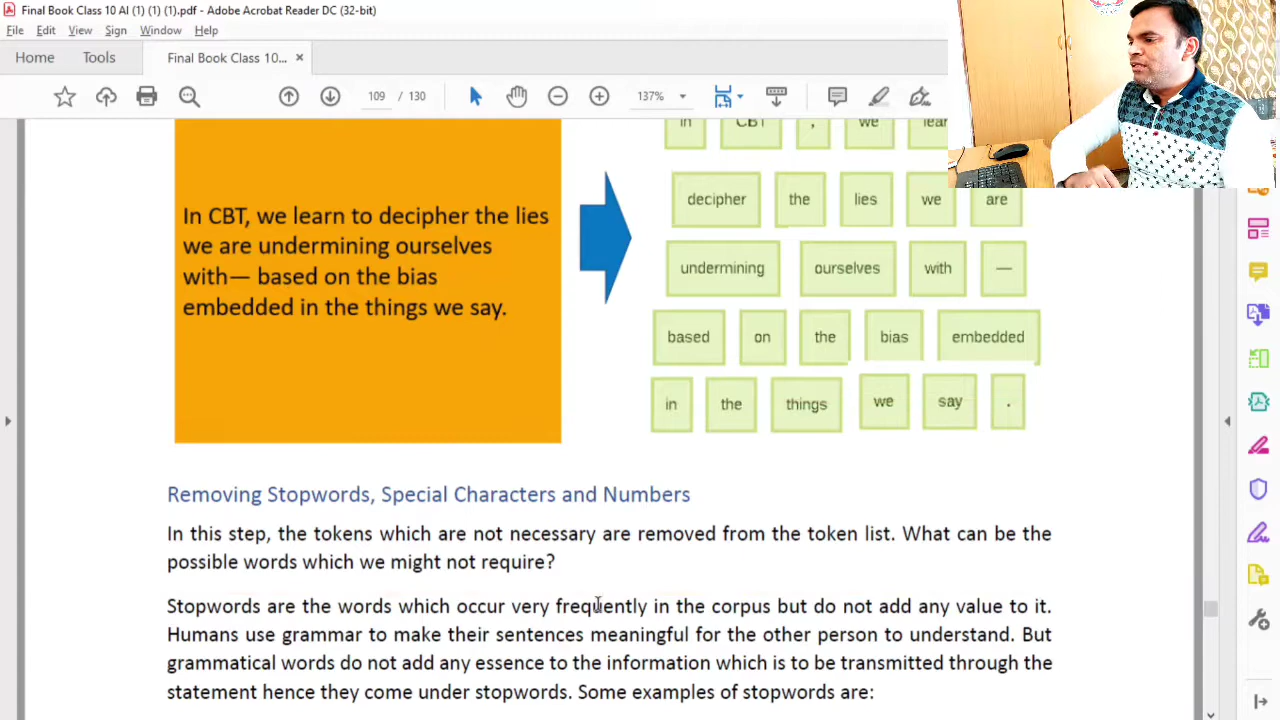 Final Book Class 10 AI (1) (1) (1).pdf - Adobe Acrobat Reader DC (32-bit)
File Edit View Sign Window Help
Home Tools Final Book Class 10... ×
109 / 130 137%
In CBT, we learn to decipher the lies
we are undermining ourselves
with— based on the bias
embedded in the things we say.
in CBT , we
decipher the lies we are
undermining ourselves with —
based on the bias embedded
in the things we say .
Removing Stopwords, Special Characters and Numbers
In this step, the tokens which are not necessary are removed from the token list. What can be the
possible words which we might not require?
Stopwords are the words which occur very frequently in the corpus but do not add any value to it.
Humans use grammar to make their sentences meaningful for the other person to understand. But
grammatical words do not add any essence to the information which is to be transmitted through the
statement hence they come under stopwords. Some examples of stopwords are: